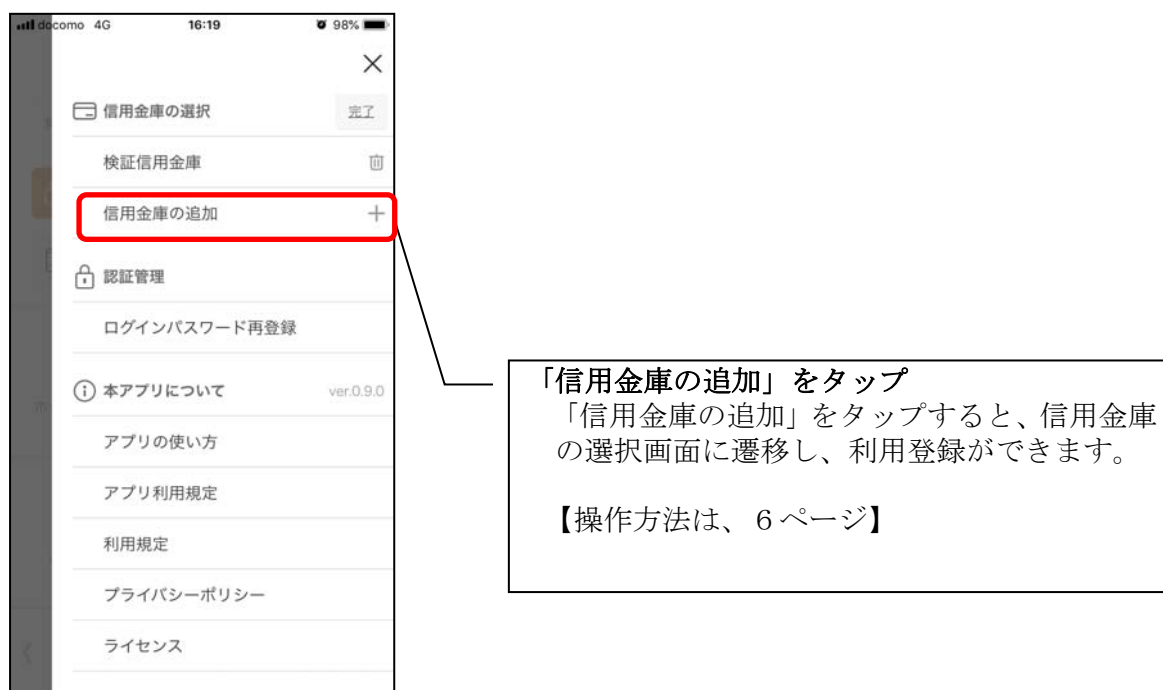 docomo 4G 16:19 98%
信用金庫の選択 完了
検証信用金庫
信用金庫の追加
認証管理
ログインパスワード再登録
本アプリについて ver.0.9.0
アプリの使い方
アプリ利用規定
利用規定
プライバシーポリシー
ライセンス
「信用金庫の追加」をタップ
「信用金庫の追加」をタップすると、信用金庫
の選択画面に遷移し、利用登録ができます。
【操作方法は、６ページ】